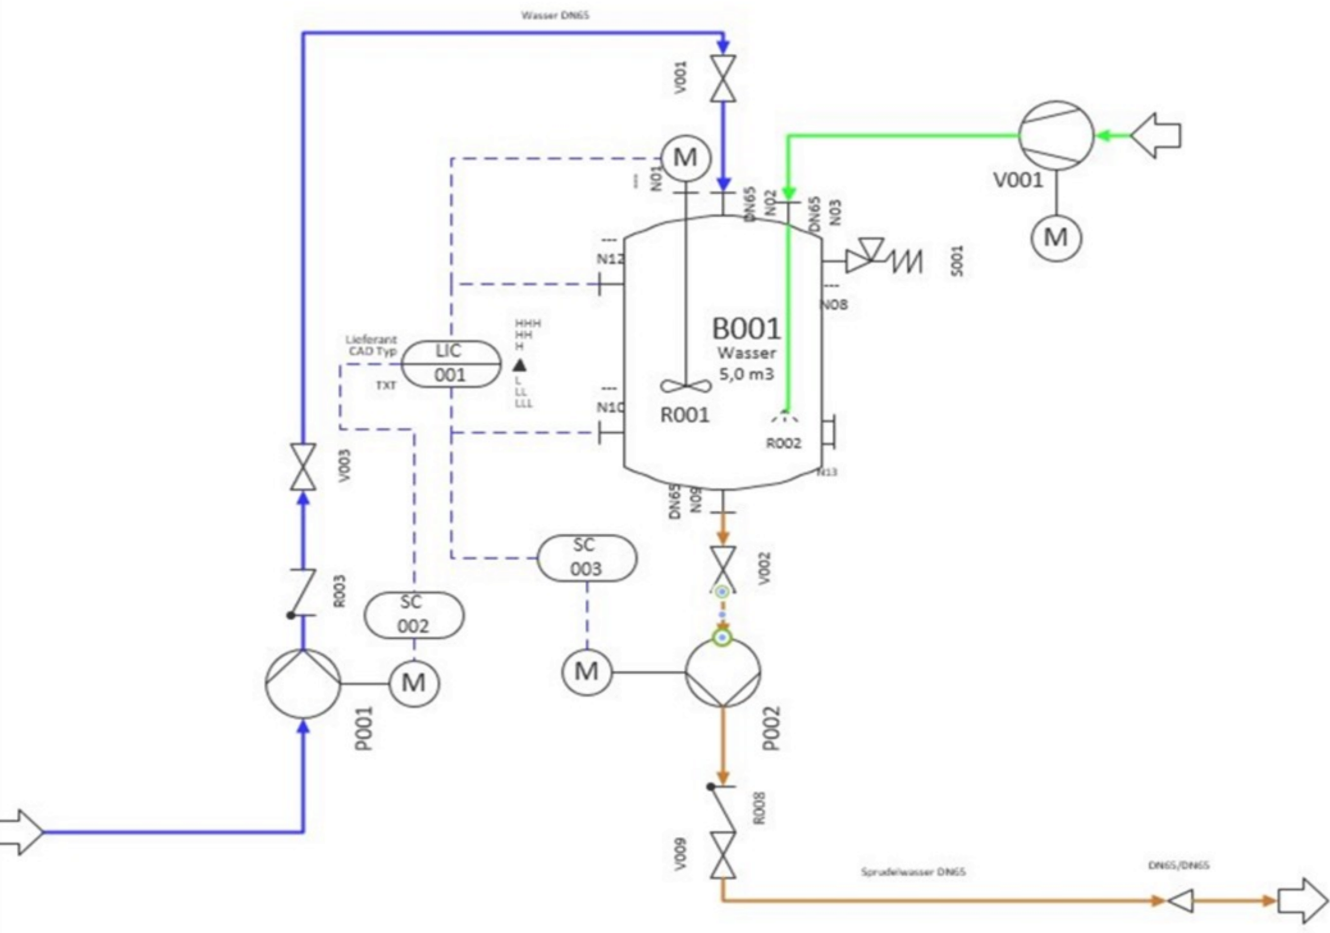 Wasser DN65
V001
M
---
N01
DN65
N02
DN65
N03
V001
M
S001
---
N12
---
N08
B001
Wasser
5,0 m3
Lieferant
CAD Typ
TXT
LIC
001
HHH
HH
H
L
LL
LLL
---
N10
R001
R002
N13
V003
DN65
N09
V002
R003
SC
003
SC
002
M
M
P001
P002
R008
V009
Sprudelwasser DN65
DN65/DN65